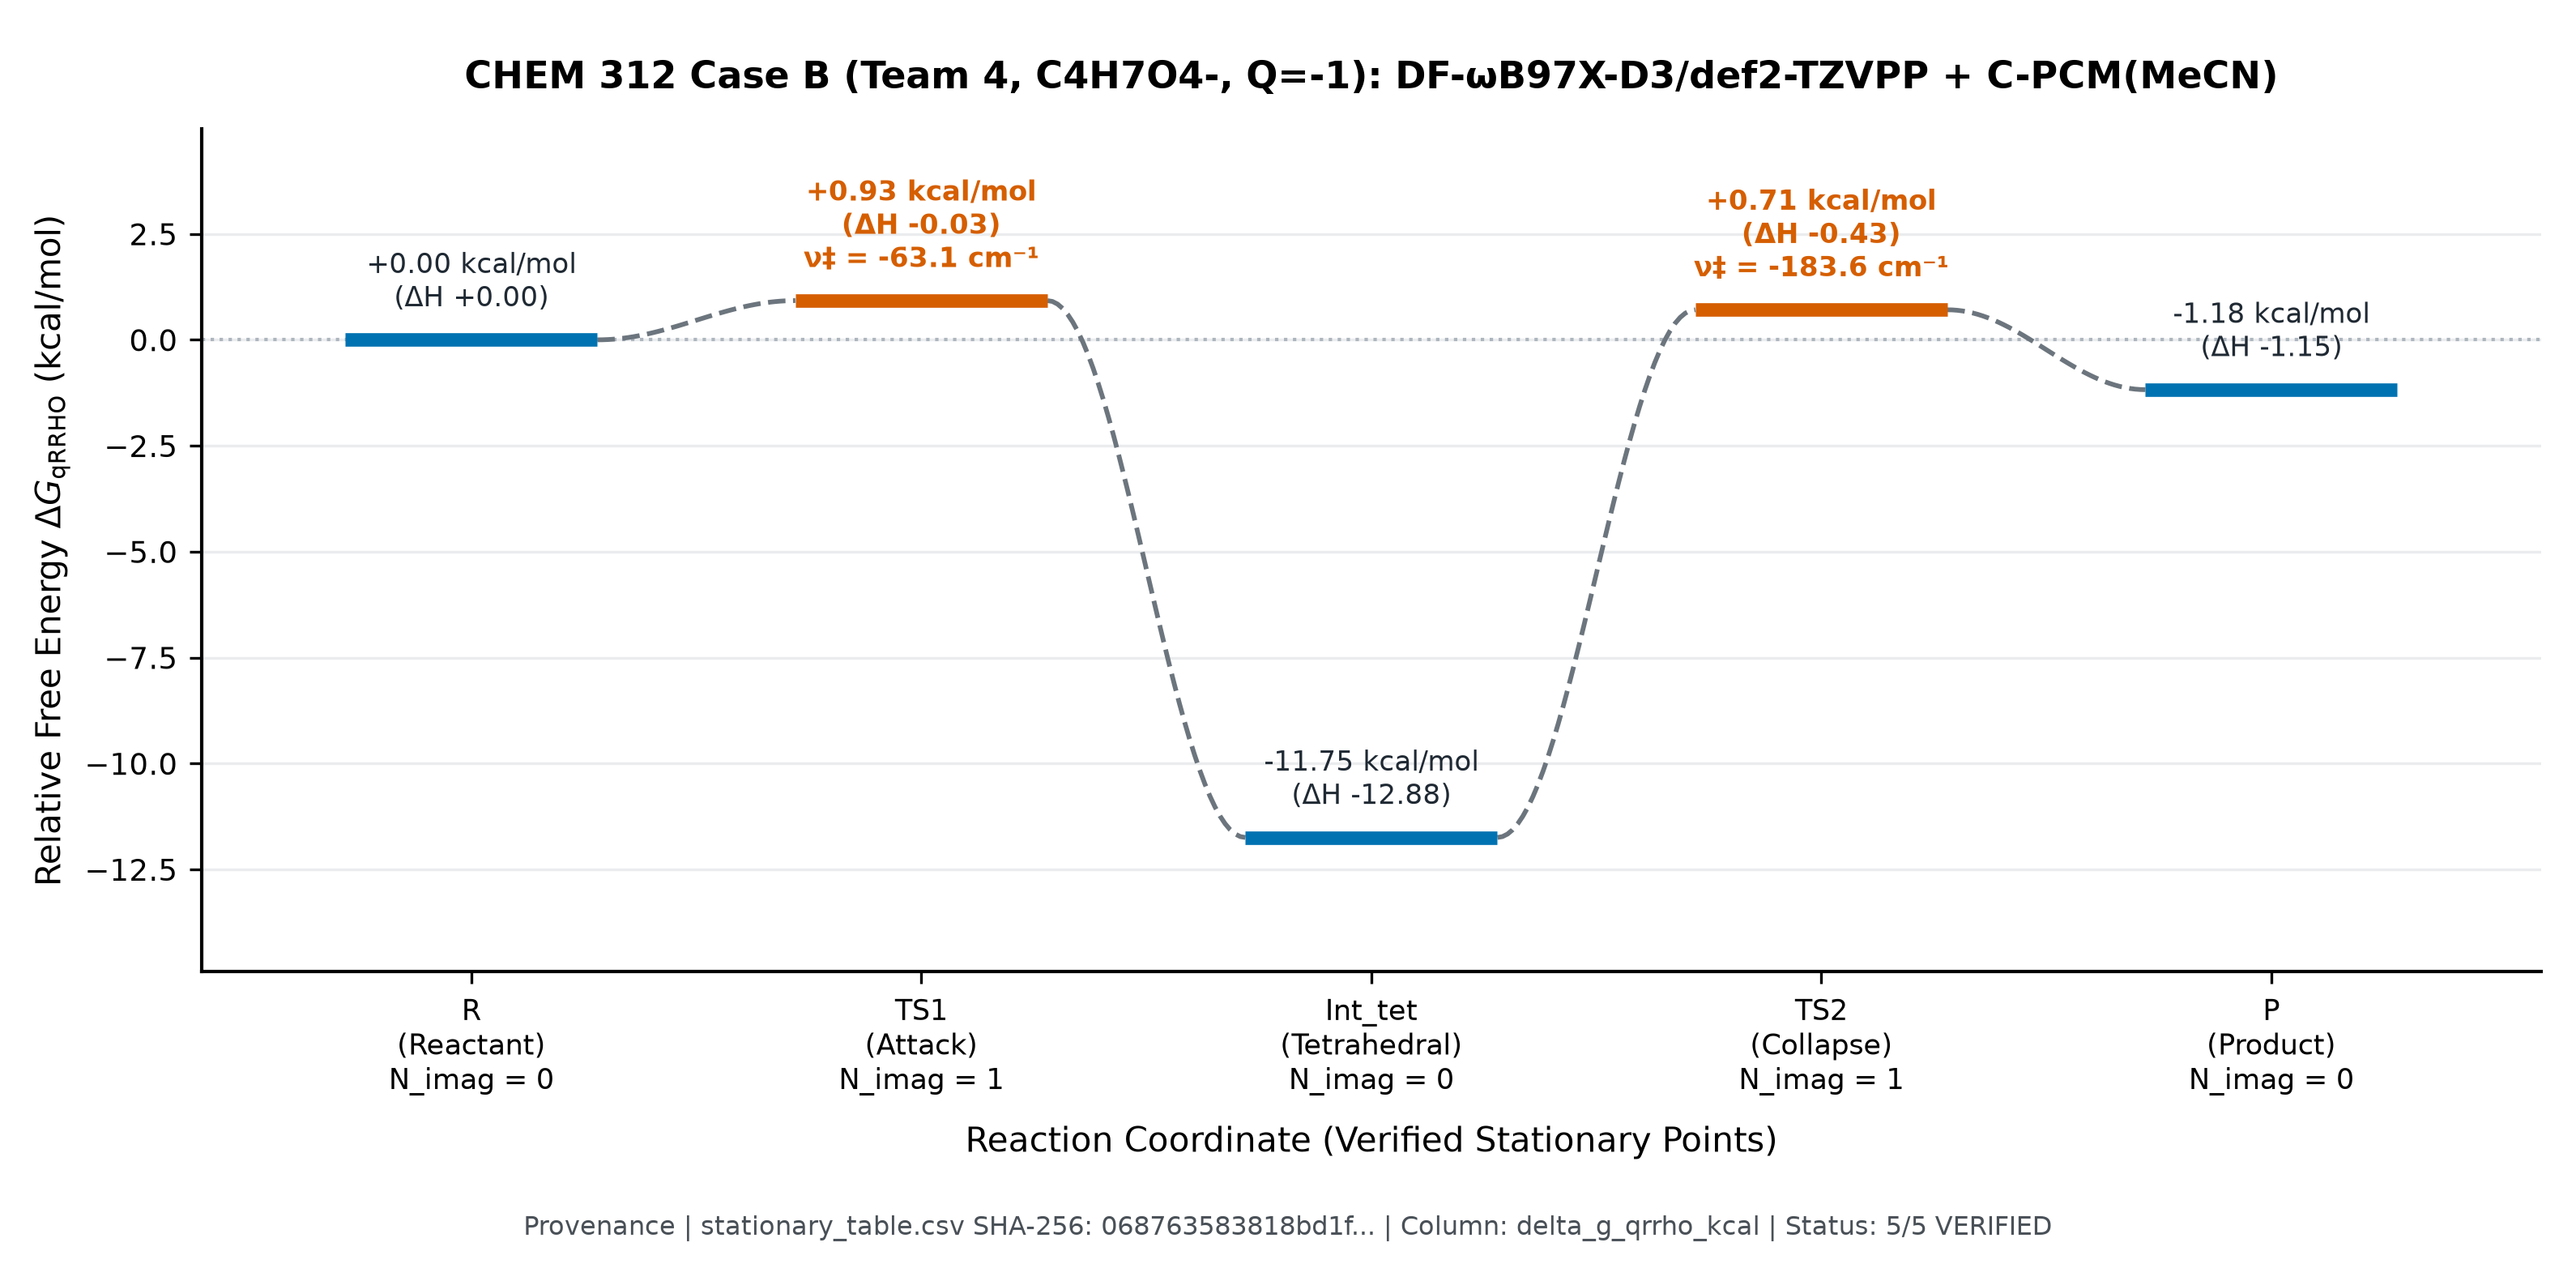 CHEM 312 Case B (Team 4, C4H7O4-, Q=-1): DF-ωB97X-D3/def2-TZVPP + C-PCM(MeCN)
Relative Free Energy ΔG_qRRHO (kcal/mol)
2.5
0.0
−2.5
−5.0
−7.5
−10.0
−12.5
+0.00 kcal/mol
(ΔH +0.00)
+0.93 kcal/mol
(ΔH -0.03)
ν‡ = -63.1 cm⁻¹
-11.75 kcal/mol
(ΔH -12.88)
+0.71 kcal/mol
(ΔH -0.43)
ν‡ = -183.6 cm⁻¹
-1.18 kcal/mol
(ΔH -1.15)
R
(Reactant)
N_imag = 0
TS1
(Attack)
N_imag = 1
Int_tet
(Tetrahedral)
N_imag = 0
TS2
(Collapse)
N_imag = 1
P
(Product)
N_imag = 0
Reaction Coordinate (Verified Stationary Points)
Provenance | stationary_table.csv SHA-256: 068763583818bd1f... | Column: delta_g_qrrho_kcal | Status: 5/5 VERIFIED